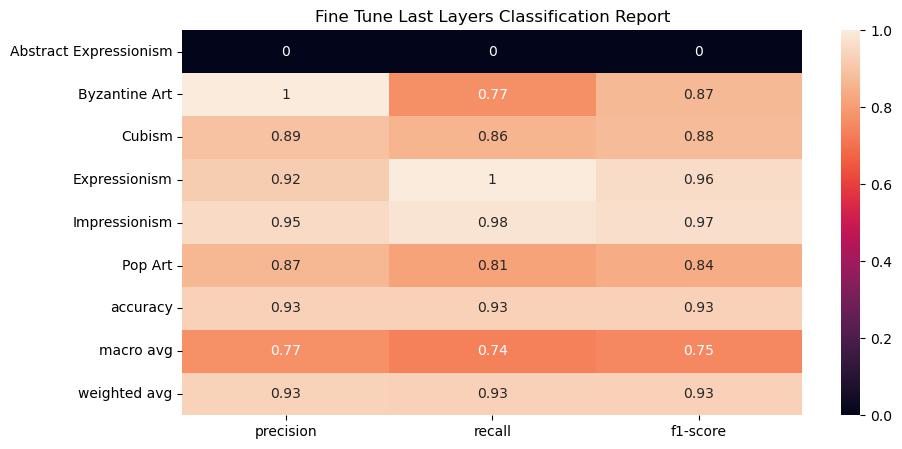 Fine Tune Last Layers Classification Report
Abstract Expressionism 0 0 0
Byzantine Art 1 0.77 0.87
Cubism 0.89 0.86 0.88
Expressionism 0.92 1 0.96
Impressionism 0.95 0.98 0.97
Pop Art 0.87 0.81 0.84
accuracy 0.93 0.93 0.93
macro avg 0.77 0.74 0.75
weighted avg 0.93 0.93 0.93
precision recall f1-score
1.0
0.8
0.6
0.4
0.2
0.0